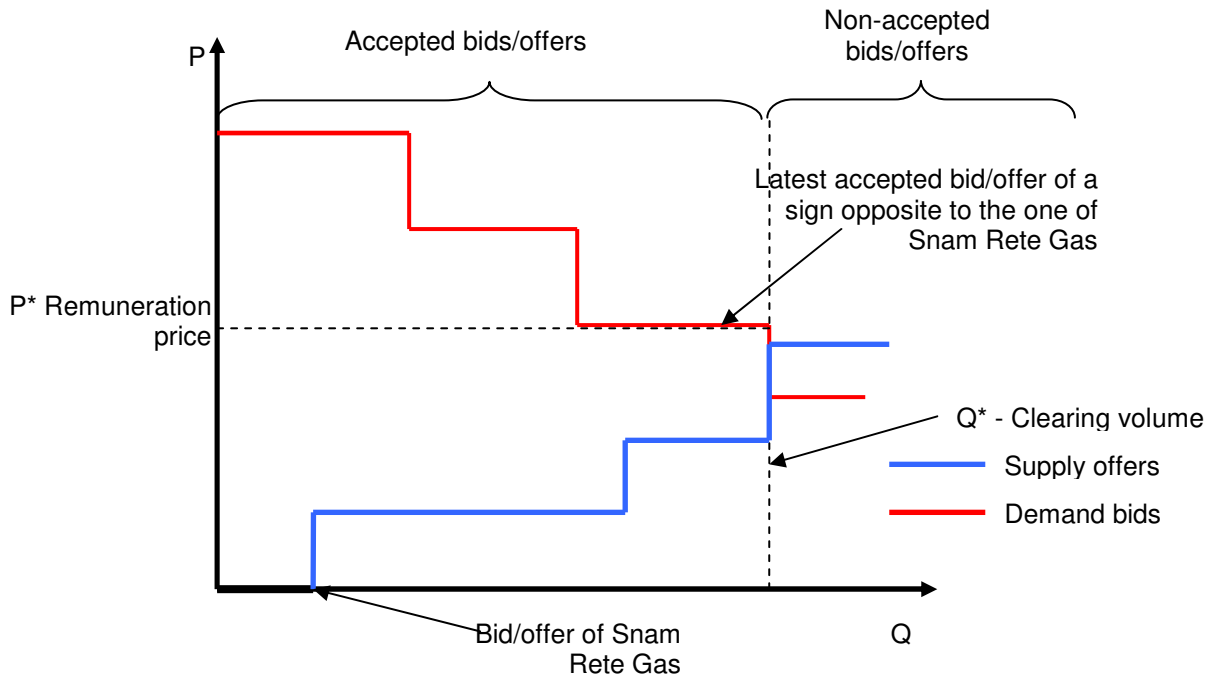 Accepted bids/offers
Non-accepted
bids/offers
P
Latest accepted bid/offer of a
sign opposite to the one of
Snam Rete Gas
P* Remuneration
price
Q* - Clearing volume
Supply offers
Demand bids
Bid/offer of Snam
Rete Gas
Q